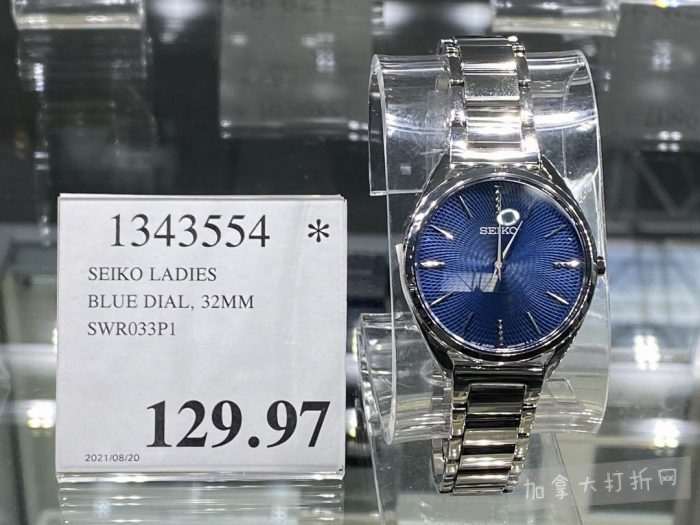 1343554 *
SEIKO LADIES
BLUE DIAL, 32MM
SWR033P1
129.97
2021/08/20
SEIKO
加拿大打折网